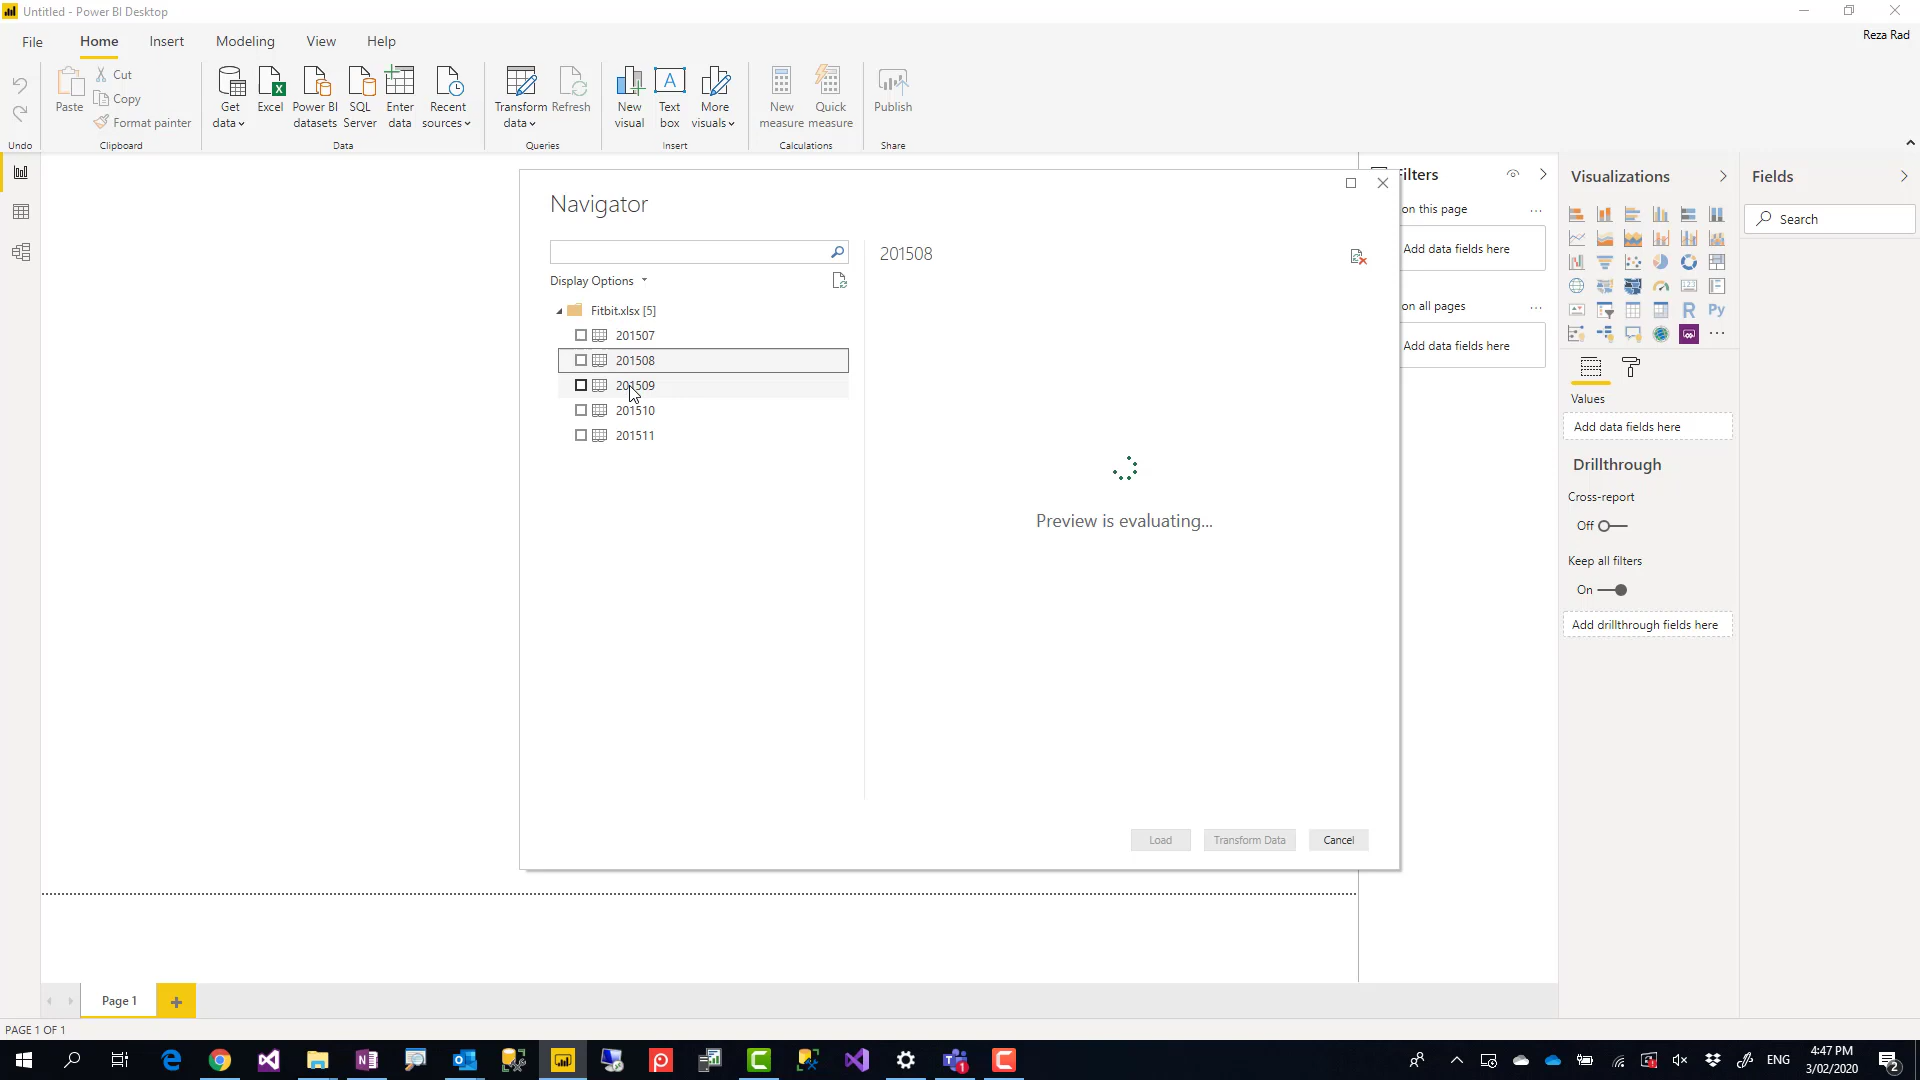 Untitled - Power BI Desktop
Reza Rad
File Home Insert Modeling View Help
Paste
Cut
Copy
Format painter
Get data
Excel
Power BI datasets
SQL Server
Enter data
Recent sources
Transform data
Refresh
New visual
A
Text box
More visuals
New measure
Quick measure
Publish
Undo
Clipboard
Data
Queries
Insert
Calculations
Share
Navigator
Display Options
Fitbit.xlsx [5]
201507
201508
201509
201510
201511
201508
Preview is evaluating...
Load
Transform Data
Cancel
ilters
on this page
...
Add data fields here
on all pages
...
Add data fields here
Visualizations
R
Py
...
Values
Add data fields here
Drillthrough
Cross-report
Off
Keep all filters
On
Add drillthrough fields here
Fields
Search
Page 1
+
PAGE 1 OF 1
ENG
4:47 PM
3/02/2020
1
2